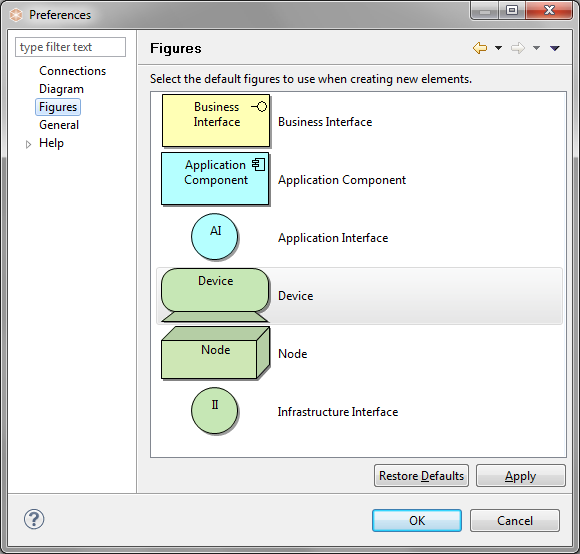 Preferences
type filter text
Connections
Diagram
Figures
General
Help
Figures
Select the default figures to use when creating new elements.
Business
Interface
Business Interface
Application
Component
Application Component
AI
Application Interface
Device
Device
Node
Node
II
Infrastructure Interface
Restore Defaults
Apply
?
OK
Cancel